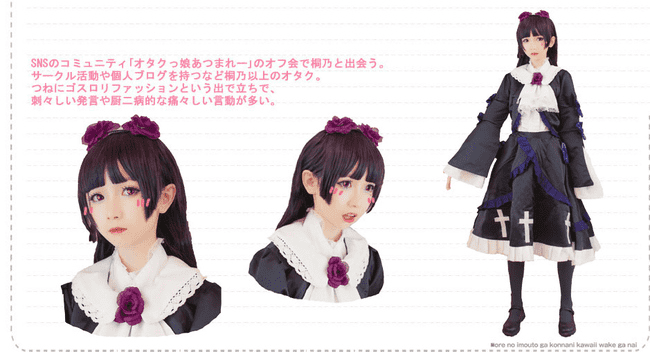 SNSのコミュニティ「オタクっ娘あつまれー」のオフ会で桐乃と出会う。
サークル活動や個人ブログを持つなど桐乃以上のオタク。
つねにゴスロリファッションという出で立ちで、
刺々しい発言や厨二病的な痛々しい言動が多い。
more no imouto ga konnani kawaii wake ga nai